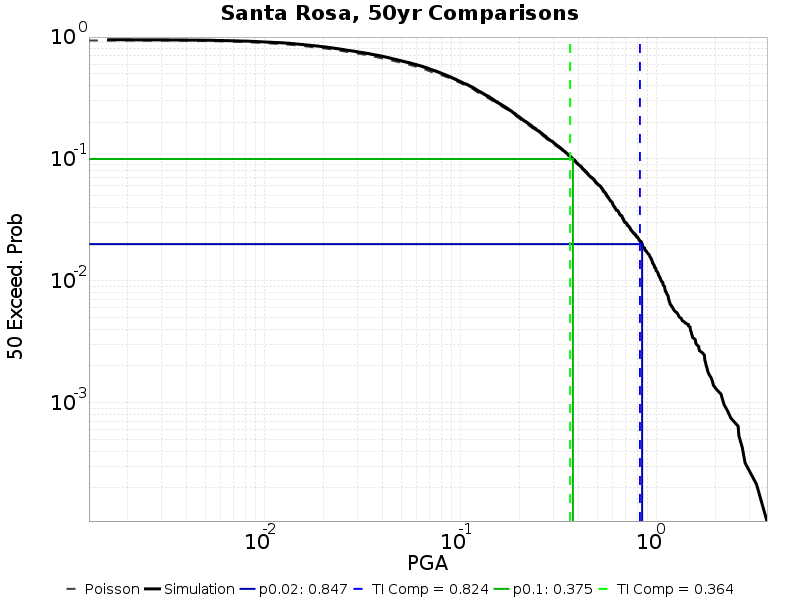 Santa Rosa, 50yr Comparisons
50 Exceed. Prob
10^0
10^-1
10^-2
10^-3
10^-2 10^-1 10^0
PGA
Poisson Simulation p0.02: 0.847 TI Comp = 0.824 p0.1: 0.375 TI Comp = 0.364